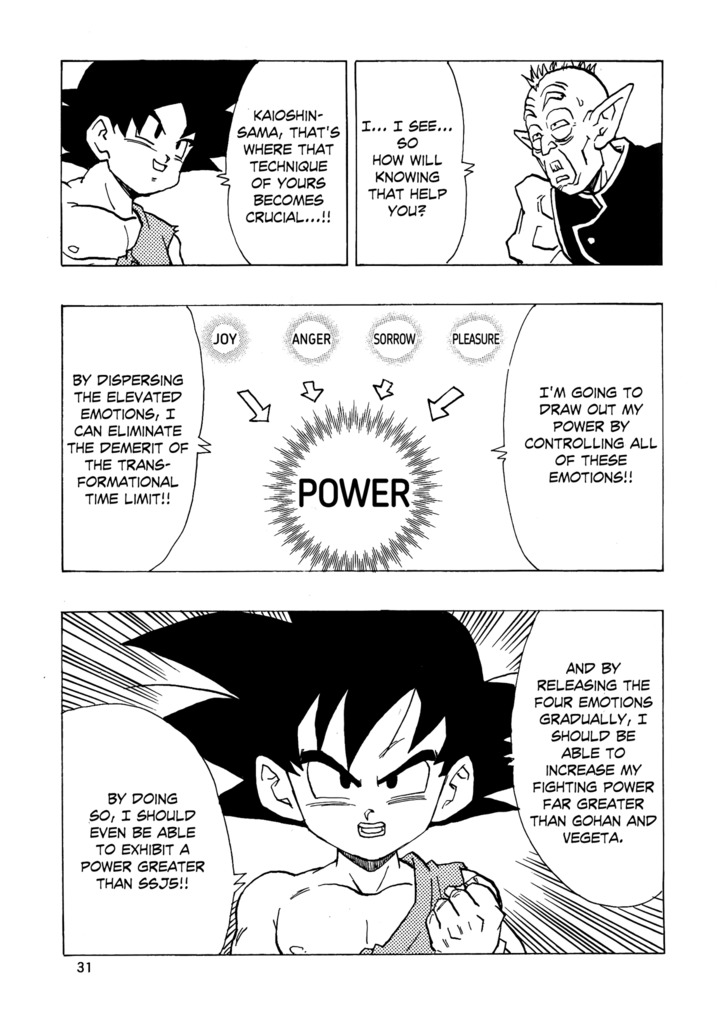 I... I SEE...
SO
HOW WILL
KNOWING
THAT HELP
YOU?
KAIOSHIN-
SAMA, THAT'S
WHERE THAT
TECHNIQUE
OF YOURS
BECOMES
CRUCIAL...!!
I'M GOING TO
DRAW OUT MY
POWER BY
CONTROLLING ALL
OF THESE
EMOTIONS!!
JOY
ANGER
SORROW
PLEASURE
POWER
BY DISPERSING
THE ELEVATED
EMOTIONS, I
CAN ELIMINATE
THE DEMERIT OF
THE TRANS-
FORMATIONAL
TIME LIMIT!!
AND BY
RELEASING THE
FOUR EMOTIONS
GRADUALLY, I
SHOULD BE
ABLE TO
INCREASE MY
FIGHTING POWER
FAR GREATER
THAN GOHAN AND
VEGETA.
BY DOING
SO, I SHOULD
EVEN BE ABLE
TO EXHIBIT A
POWER GREATER
THAN SSJ5!!
31